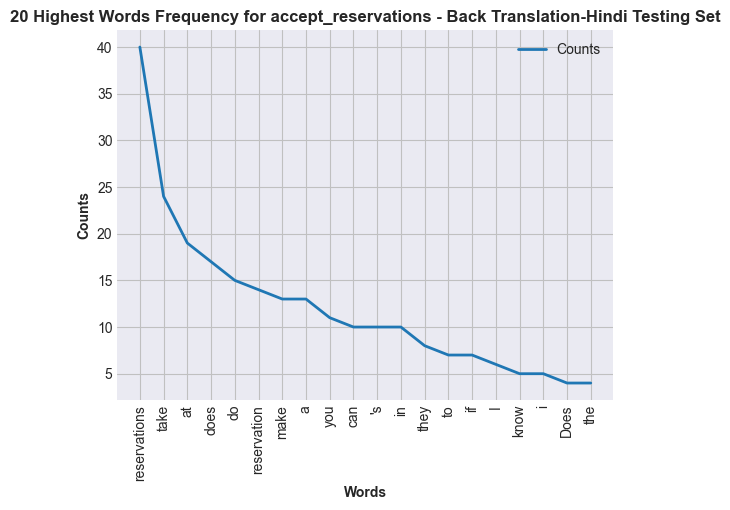 20 Highest Words Frequency for accept_reservations - Back Translation-Hindi Testing Set
Counts
40
35
30
25
20
15
10
5
Counts
reservations
take
at
does
do
reservation
make
a
you
can
's
in
they
to
if
I
know
i
Does
the
Words